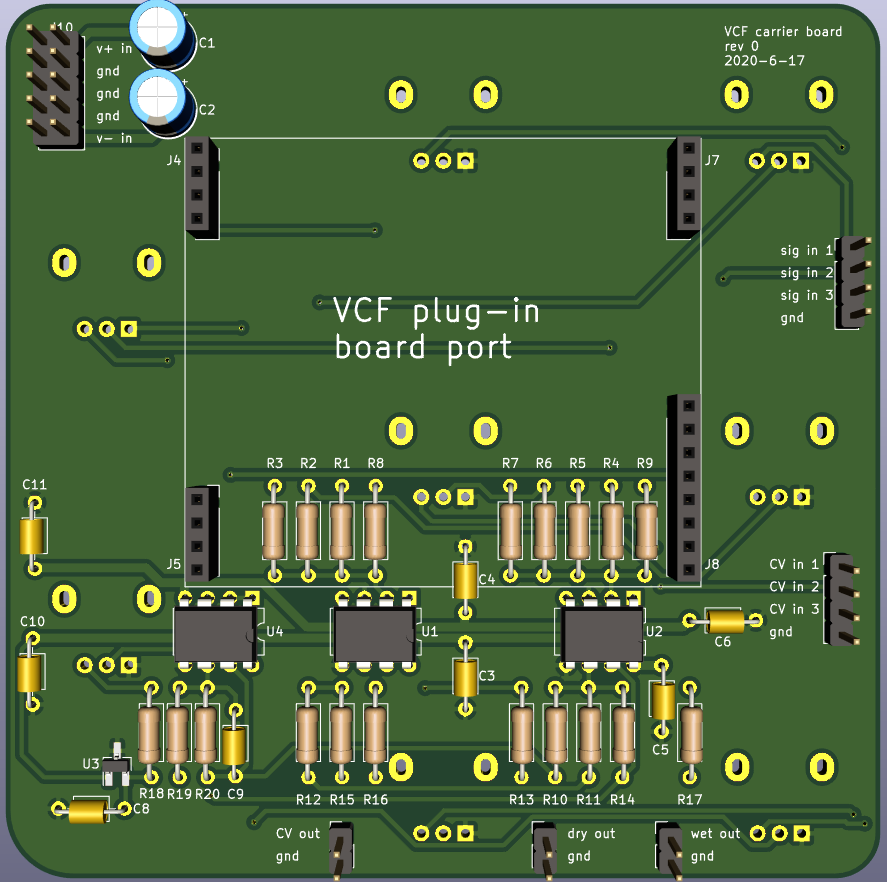 J10
+
C1
v+ in
gnd
gnd
gnd
v- in
+
C2
VCF carrier board
rev 0
2020-6-17
J4
J7
sig in 1
sig in 2
sig in 3
gnd
VCF plug-in
board port
R3 R2 R1 R8
R7 R6 R5 R4 R9
C11
J5
C4
J8
CV in 1
CV in 2
CV in 3
gnd
C10
U4
U1
U2
C6
C3
C5
U3
C8
R18 R19 R20 C9
R12 R15 R16
R13 R10 R11 R14
R17
CV out
gnd
dry out
gnd
wet out
gnd